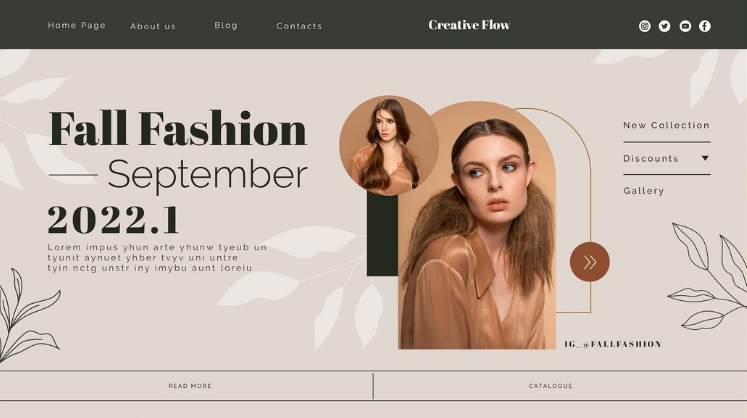 Home Page
About us
Blog
Contacts
Creative Flow
Fall Fashion
September
2022.1
Lorem impus yhun arte yhunw tyeub un
tyunit aynuet yhber tvyv uni untre
tyin nctg unstr iny imybu aunt loreiu
New Collection
Discounts
Gallery
IG_@FALLFASHION
READ MORE
CATALOGUE